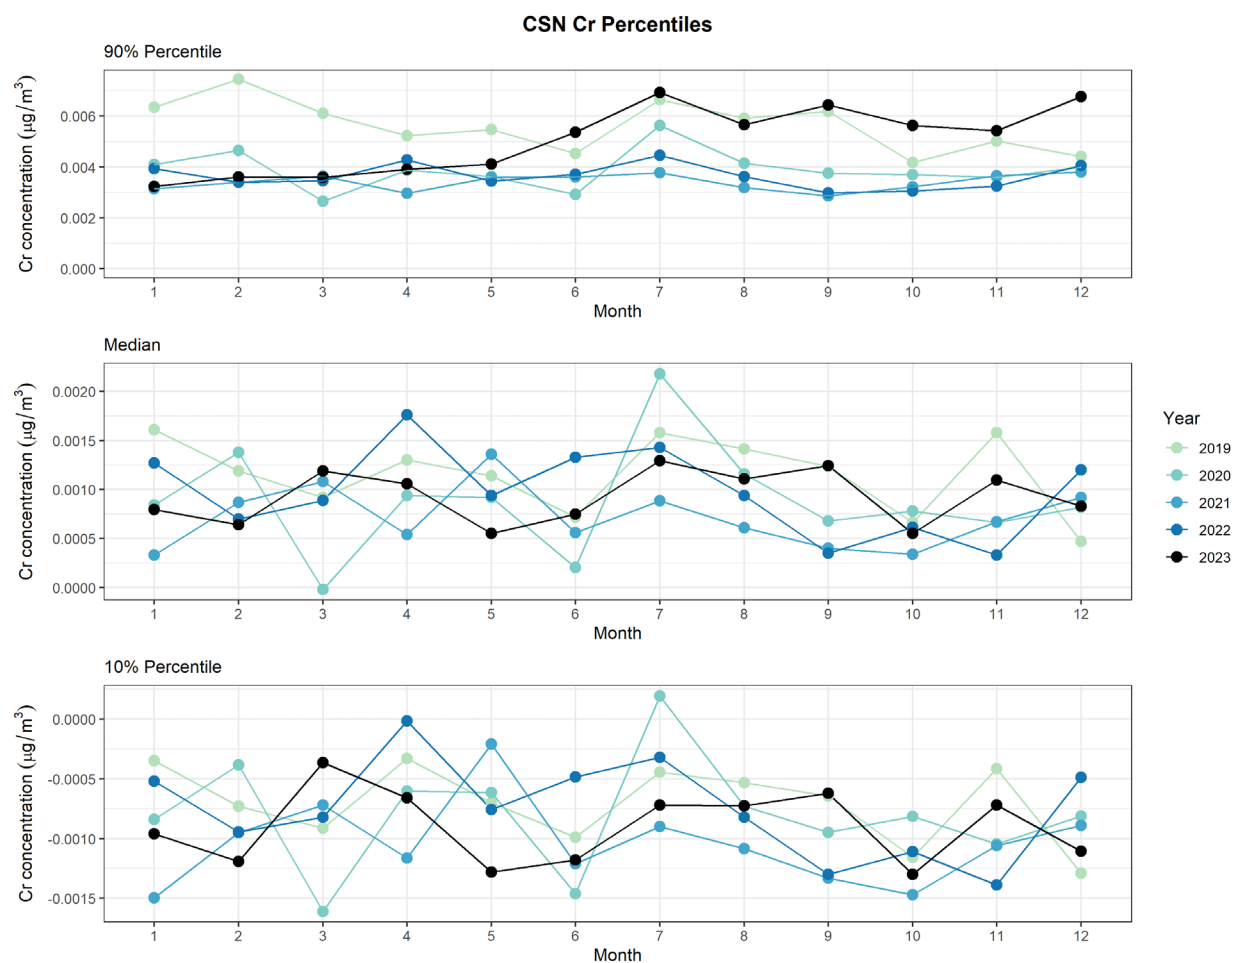 CSN Cr Percentiles
90% Percentile
Cr concentration (µg/m³)
0.006
0.004
0.002
0.000
1 2 3 4 5 6 7 8 9 10 11 12
Month
Median
Cr concentration (µg/m³)
0.0020
0.0015
0.0010
0.0005
0.0000
1 2 3 4 5 6 7 8 9 10 11 12
Month
Year
2019
2020
2021
2022
2023
10% Percentile
Cr concentration (µg/m³)
0.0000
-0.0005
-0.0010
-0.0015
1 2 3 4 5 6 7 8 9 10 11 12
Month